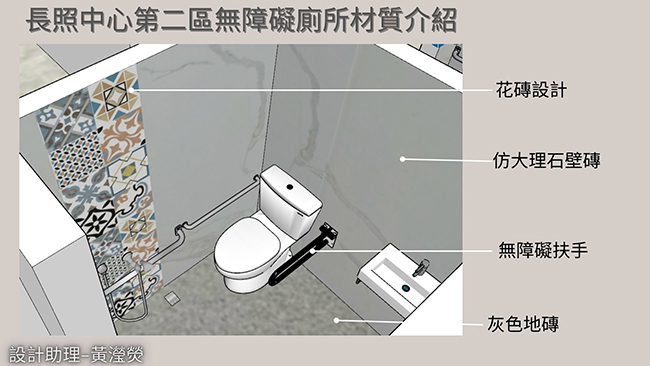 長照中心第二區無障礙廁所材質介紹
花磚設計
仿大理石壁磚
無障礙扶手
灰色地磚
設計助理-黃瀅熒